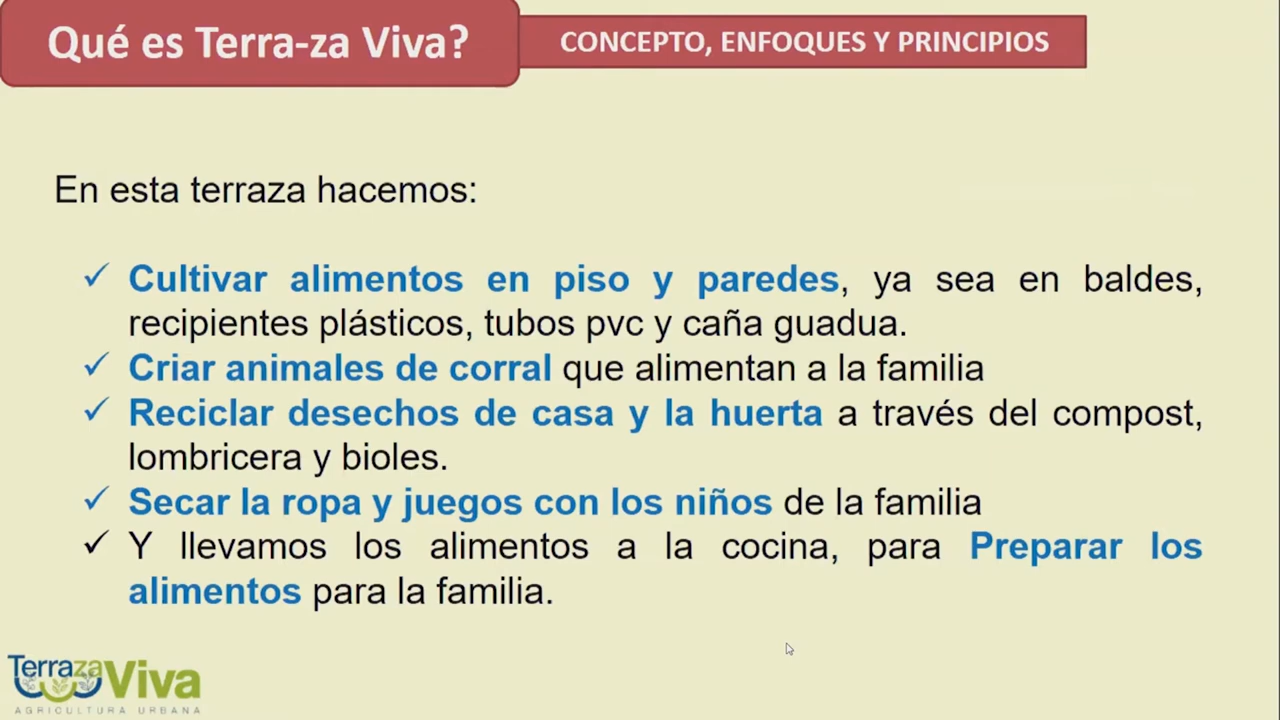 Qué es Terra-za Viva?
CONCEPTO, ENFOQUES Y PRINCIPIOS
En esta terraza hacemos:
✓ Cultivar alimentos en piso y paredes, ya sea en baldes,
recipientes plásticos, tubos pvc y caña guadua.
✓ Criar animales de corral que alimentan a la familia
✓ Reciclar desechos de casa y la huerta a través del compost,
lombricera y bioles.
✓ Secar la ropa y juegos con los niños de la familia
✓ Y llevamos los alimentos a la cocina, para Preparar los
alimentos para la familia.
Terraza Viva
AGRICULTURA URBANA